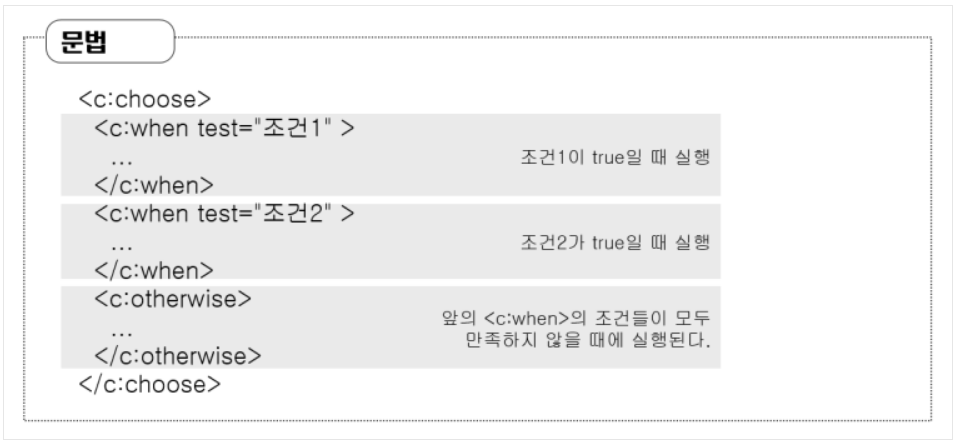 문법
<c:choose>
<c:when test="조건1" >
...
조건1이 true일 때 실행
</c:when>
<c:when test="조건2" >
...
조건2가 true일 때 실행
</c:when>
<c:otherwise>
...
앞의 <c:when>의 조건들이 모두
만족하지 않을 때에 실행된다.
</c:otherwise>
</c:choose>